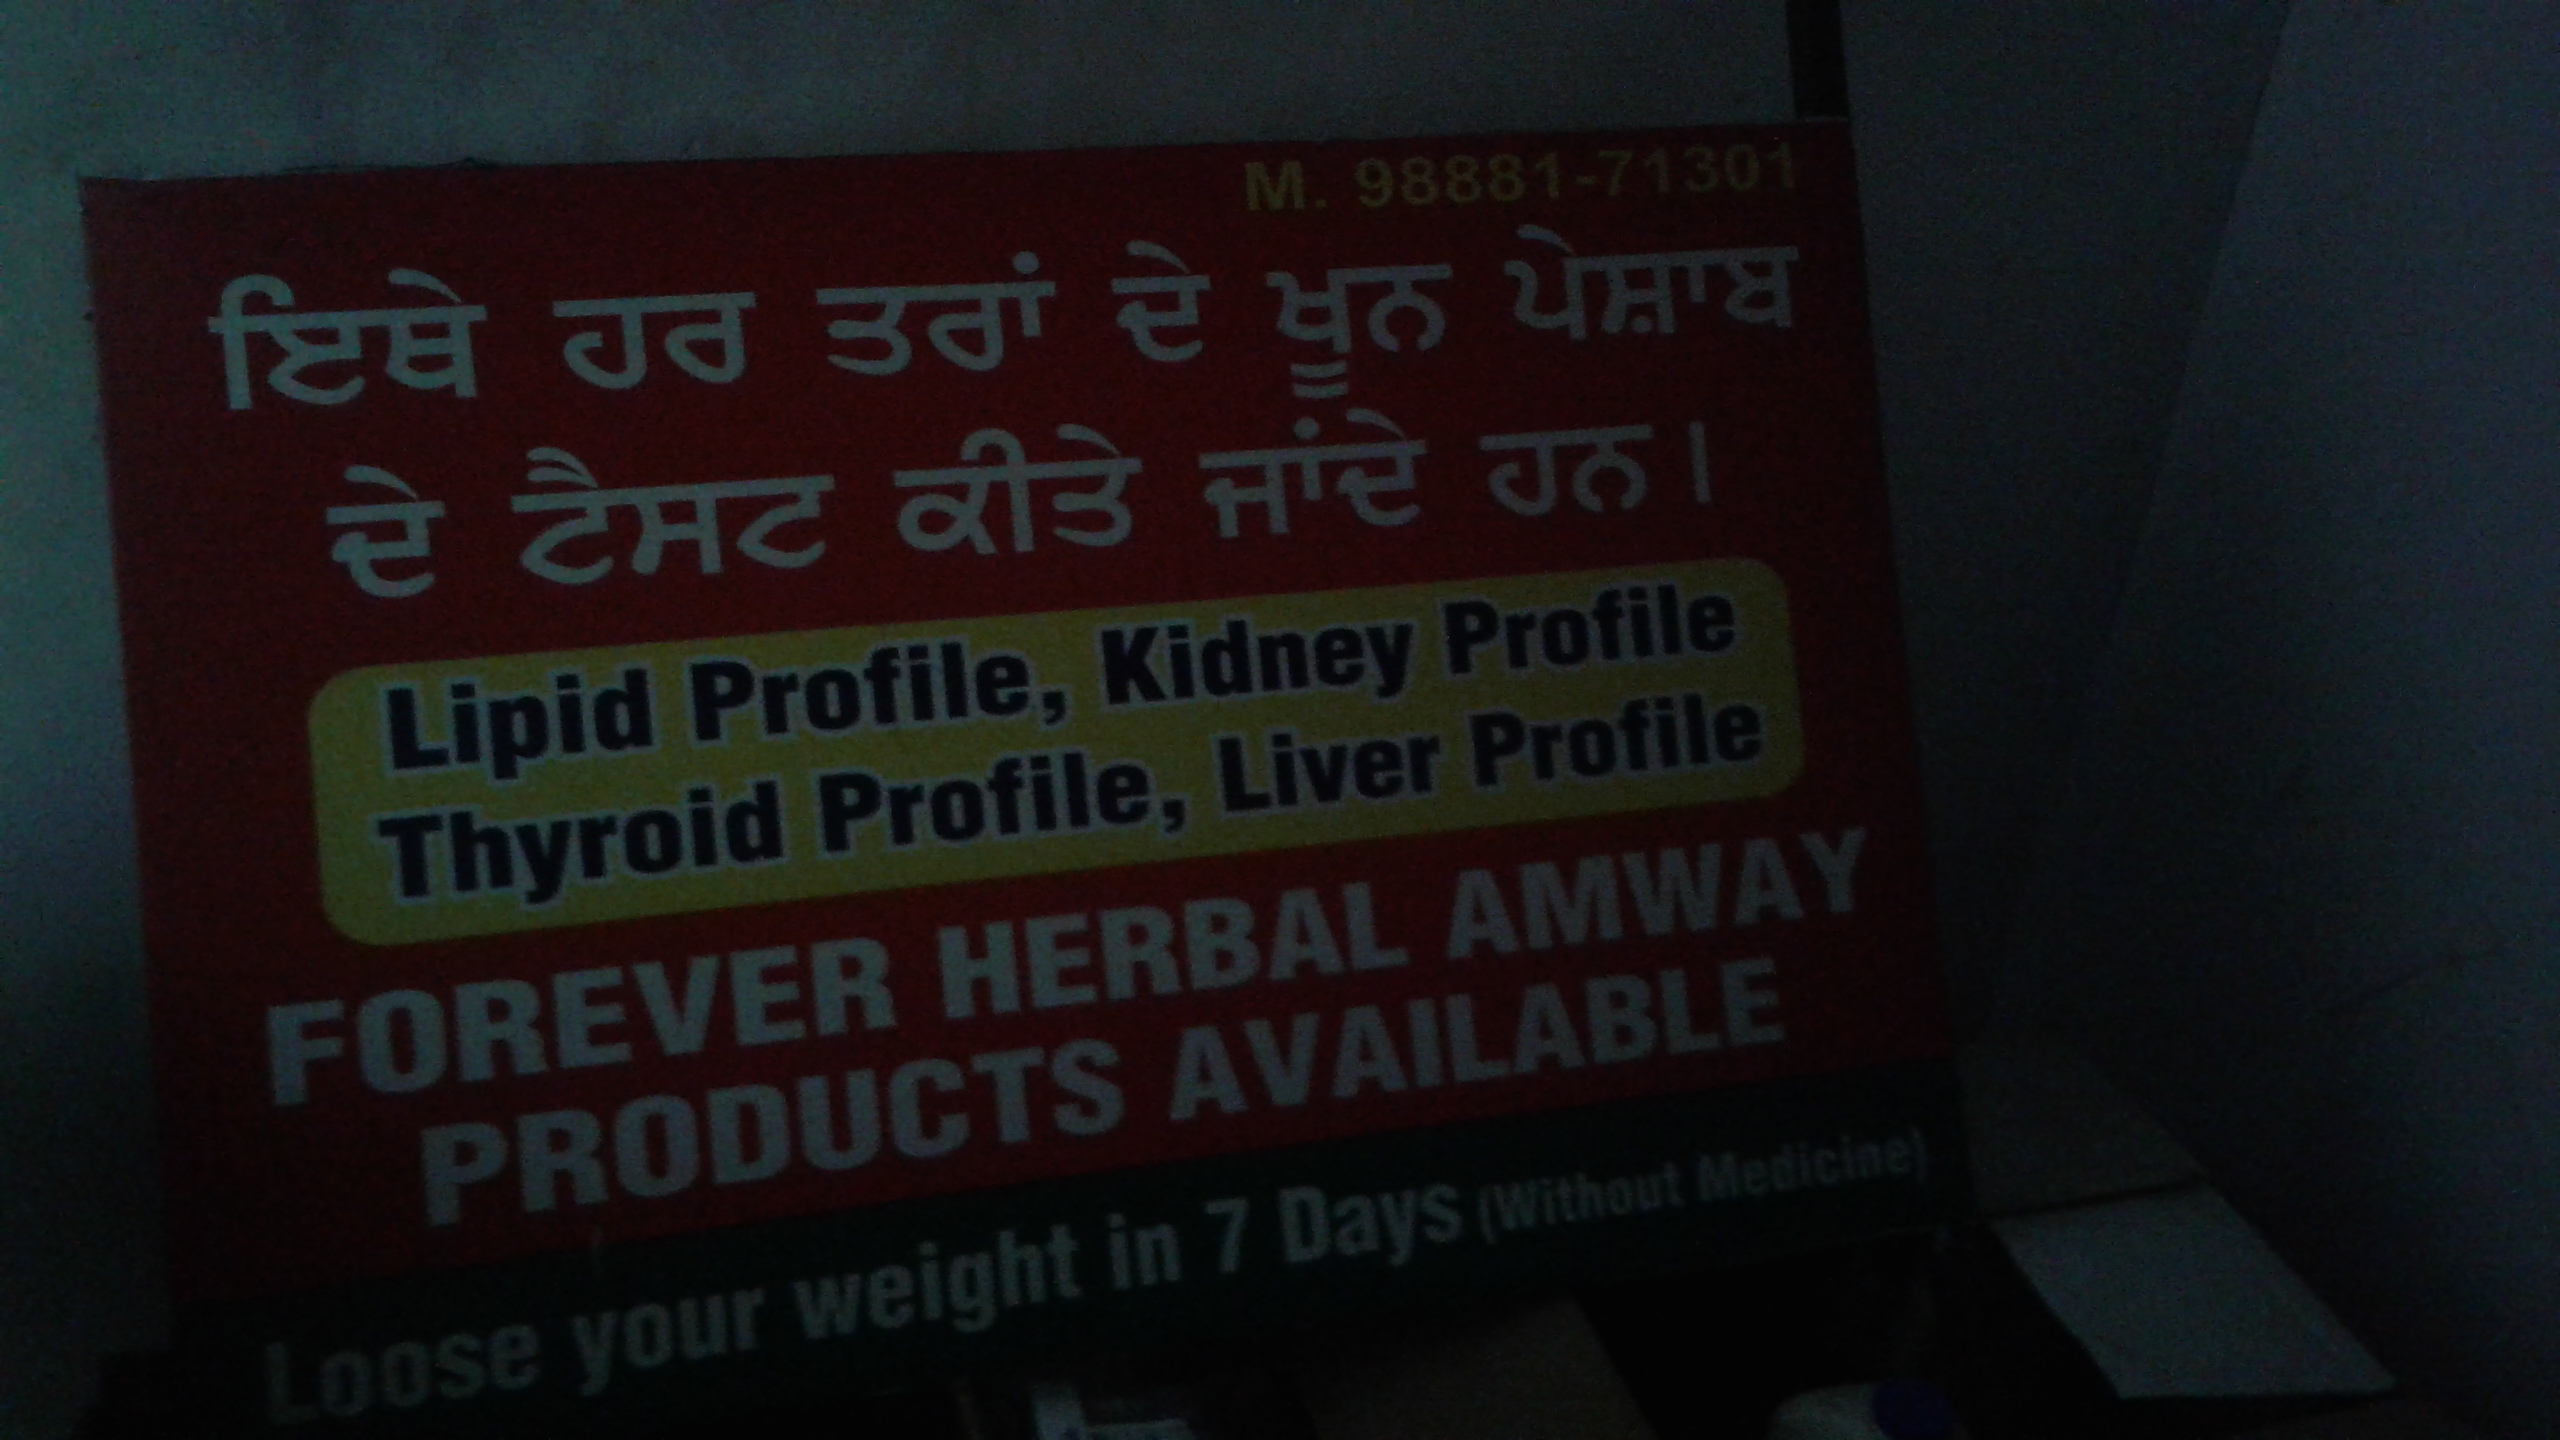 M. 98881-71301
ਇਥੇ ਹਰ ਤਰਾਂ ਦੇ ਖੂਨ ਪੇਸ਼ਾਬ
ਦੇ ਟੈਸਟ ਕੀਤੇ ਜਾਂਦੇ ਹਨ।
Lipid Profile, Kidney Profile
Thyroid Profile, Liver Profile
FOREVER HERBAL AMWAY
PRODUCTS AVAILABLE
Loose your weight in 7 Days (Without Medicine)